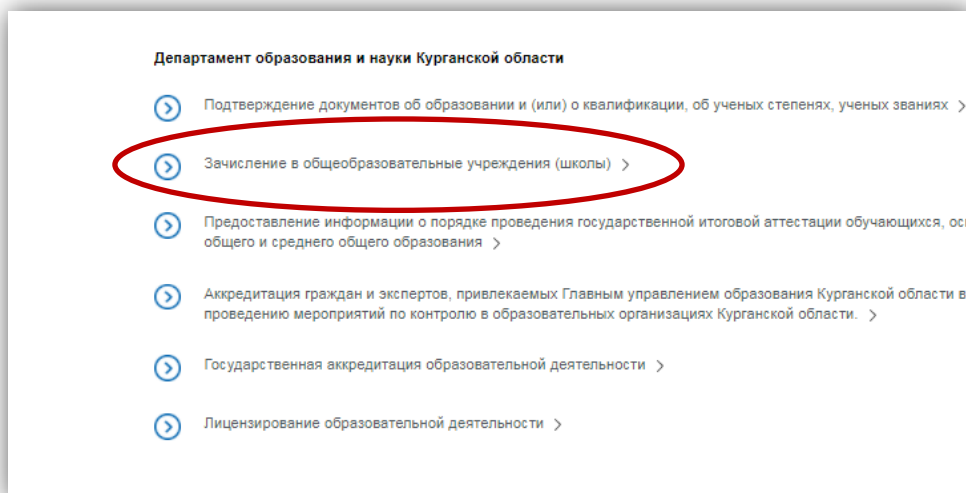 Департамент образования и науки Курганской области
Подтверждение документов об образовании и (или) о квалификации, об ученых степенях, ученых званиях >
Зачисление в общеобразовательные учреждения (школы) >
Предоставление информации о порядке проведения государственной итоговой аттестации обучающихся,
общего и среднего общего образования >
Аккредитация граждан и экспертов, привлекаемых Главным управлением образования Курганской области в
проведению мероприятий по контролю в образовательных организациях Курганской области. >
Государственная аккредитация образовательной деятельности >
Лицензирование образовательной деятельности >